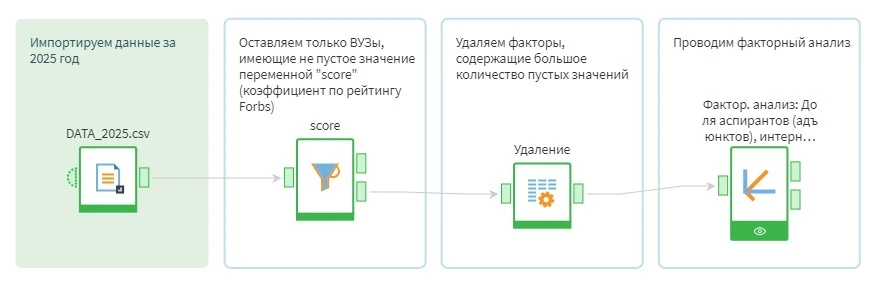 Импортируем данные за
2025 год
DATA_2025.csv
Оставляем только ВУЗы,
имеющие не пустое значение
переменной "score"
(коэффициент по рейтингу
Forbs)
score
Удаляем факторы,
содержащие большое
количество пустых значений
Удаление
Проводим факторный анализ
Фактор. анализ: До
ля аспирантов (адъ
юнктов), интерн...